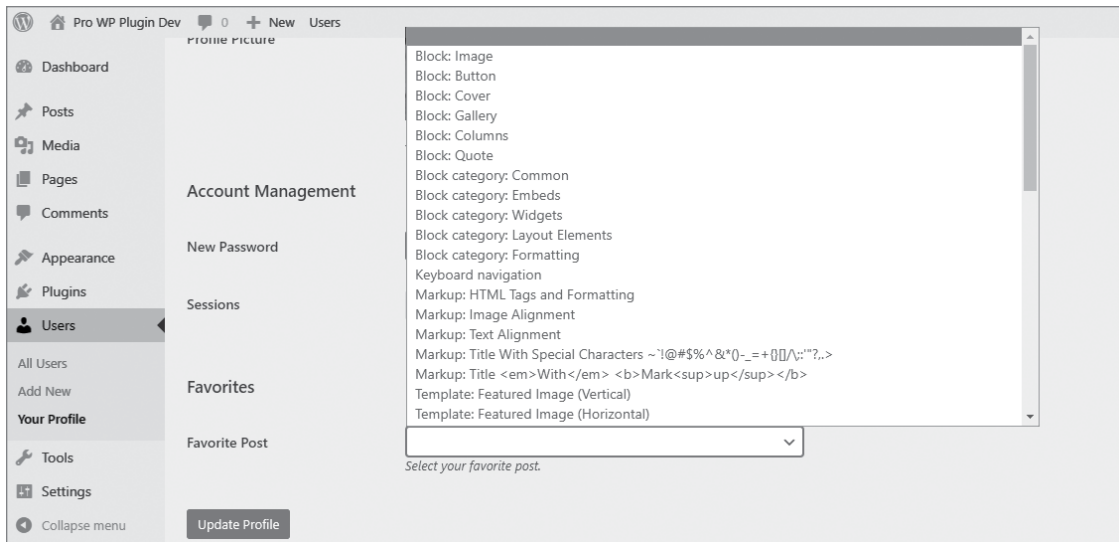 Pro WP Plugin Dev 0 New Users
Dashboard
Posts
Media
Pages
Comments
Appearance
Plugins
Users
All Users
Add New
Your Profile
Tools
Settings
Collapse menu
Profile Picture
Account Management
New Password
Sessions
Favorites
Favorite Post
Block: Image
Block: Button
Block: Cover
Block: Gallery
Block: Columns
Block: Quote
Block category: Common
Block category: Embeds
Block category: Widgets
Block category: Layout Elements
Block category: Formatting
Keyboard navigation
Markup: HTML Tags and Formatting
Markup: Image Alignment
Markup: Text Alignment
Markup: Title With Special Characters ~`!@#$%^&*()-_=+{}[]/\;:'"?,.>
Markup: Title <em>With</em> <b>Mark<sup>up</sup></b>
Template: Featured Image (Vertical)
Template: Featured Image (Horizontal)
Select your favorite post.
Update Profile